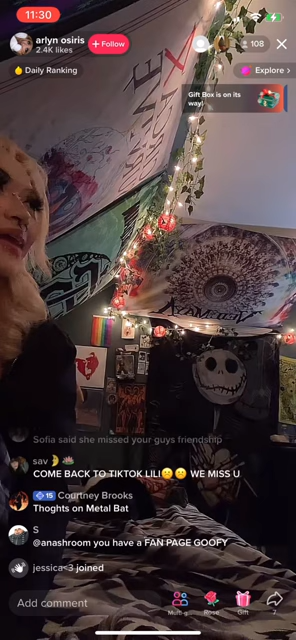 11:30
arlyn osiris
2.4K likes
+ Follow
108
Daily Ranking
Explore >
Gift Box is on its
way!
Sofia said she missed your guys friendship
sav
COME BACK TO TIKTOK LILI😕😕 WE MISS U
15 Courtney Brooks
Thoghts on Metal Bat
S
@anashroom you have a FAN PAGE GOOFY
jessica<3 joined
Add comment
Multi-g...
Rose
Gift